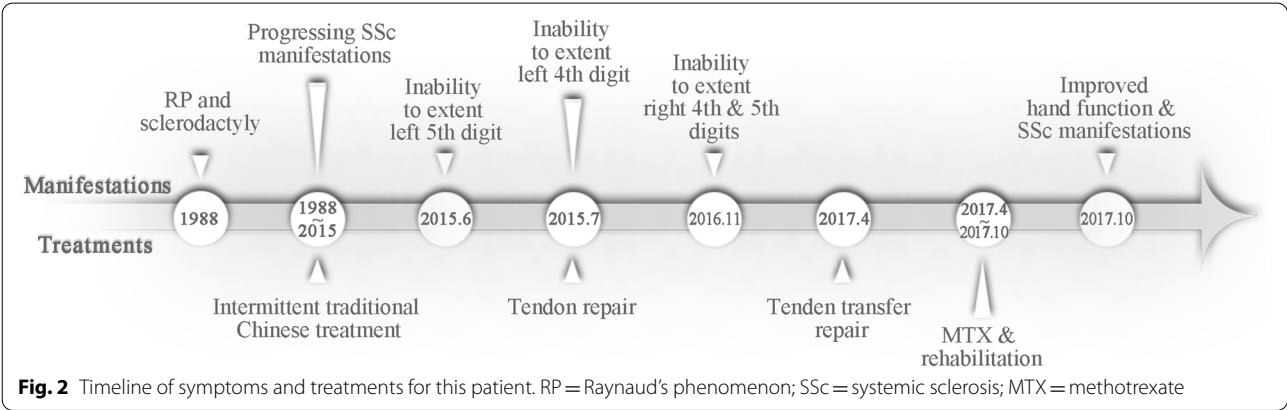 RP and
sclerodactyly
Progressing SSc
manifestations
Inability
to extent
left 5th digit
Inability
to extent
left 4th digit
Inability
to extent
right 4th & 5th
digits
Improved
hand function &
SSc manifestations
Manifestations
Treatments
1988
1988
~
2015
2015.6
2015.7
2016.11
2017.4
2017.4
~
2017.10
2017.10
Intermittent traditional
Chinese treatment
Tendon repair
Tenden transfer
repair
MTX &
rehabilitation
Fig. 2 Timeline of symptoms and treatments for this patient. RP = Raynaud's phenomenon; SSc = systemic sclerosis; MTX = methotrexate